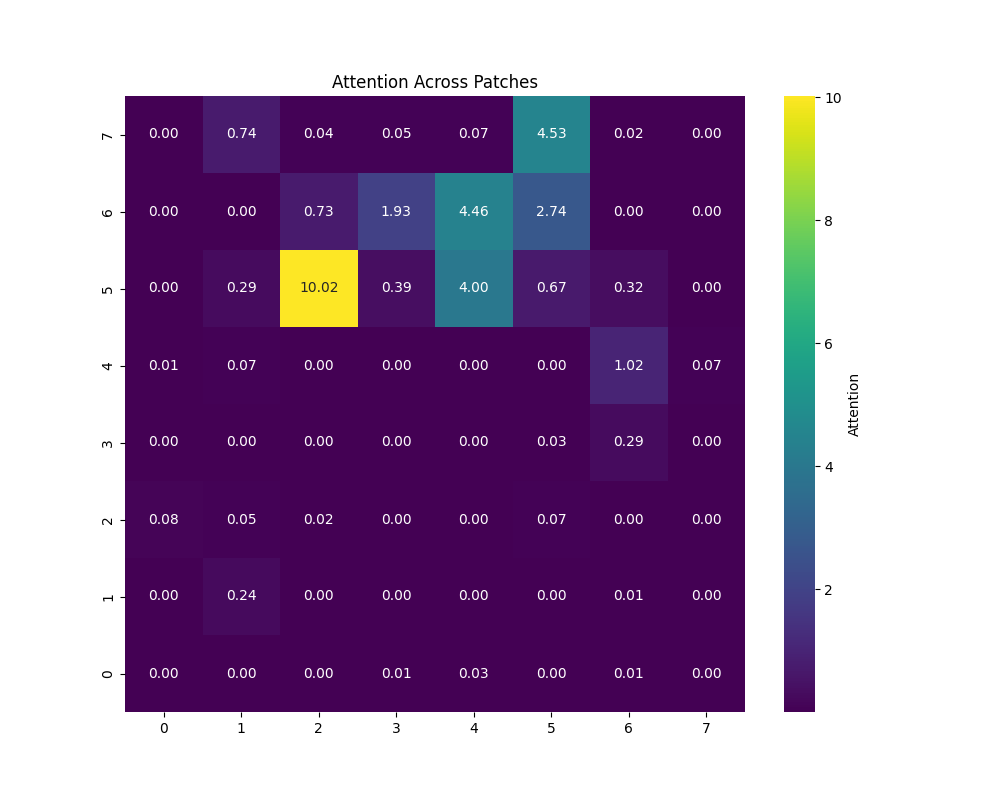 Attention Across Patches
7 0.00 0.74 0.04 0.05 0.07 4.53 0.02 0.00
6 0.00 0.00 0.73 1.93 4.46 2.74 0.00 0.00
5 0.00 0.29 10.02 0.39 4.00 0.67 0.32 0.00
4 0.01 0.07 0.00 0.00 0.00 0.00 1.02 0.07
3 0.00 0.00 0.00 0.00 0.00 0.03 0.29 0.00
2 0.08 0.05 0.02 0.00 0.00 0.07 0.00 0.00
1 0.00 0.24 0.00 0.00 0.00 0.00 0.01 0.00
0 0.00 0.00 0.00 0.01 0.03 0.00 0.01 0.00
0 1 2 3 4 5 6 7
10
8
6
4
2
Attention